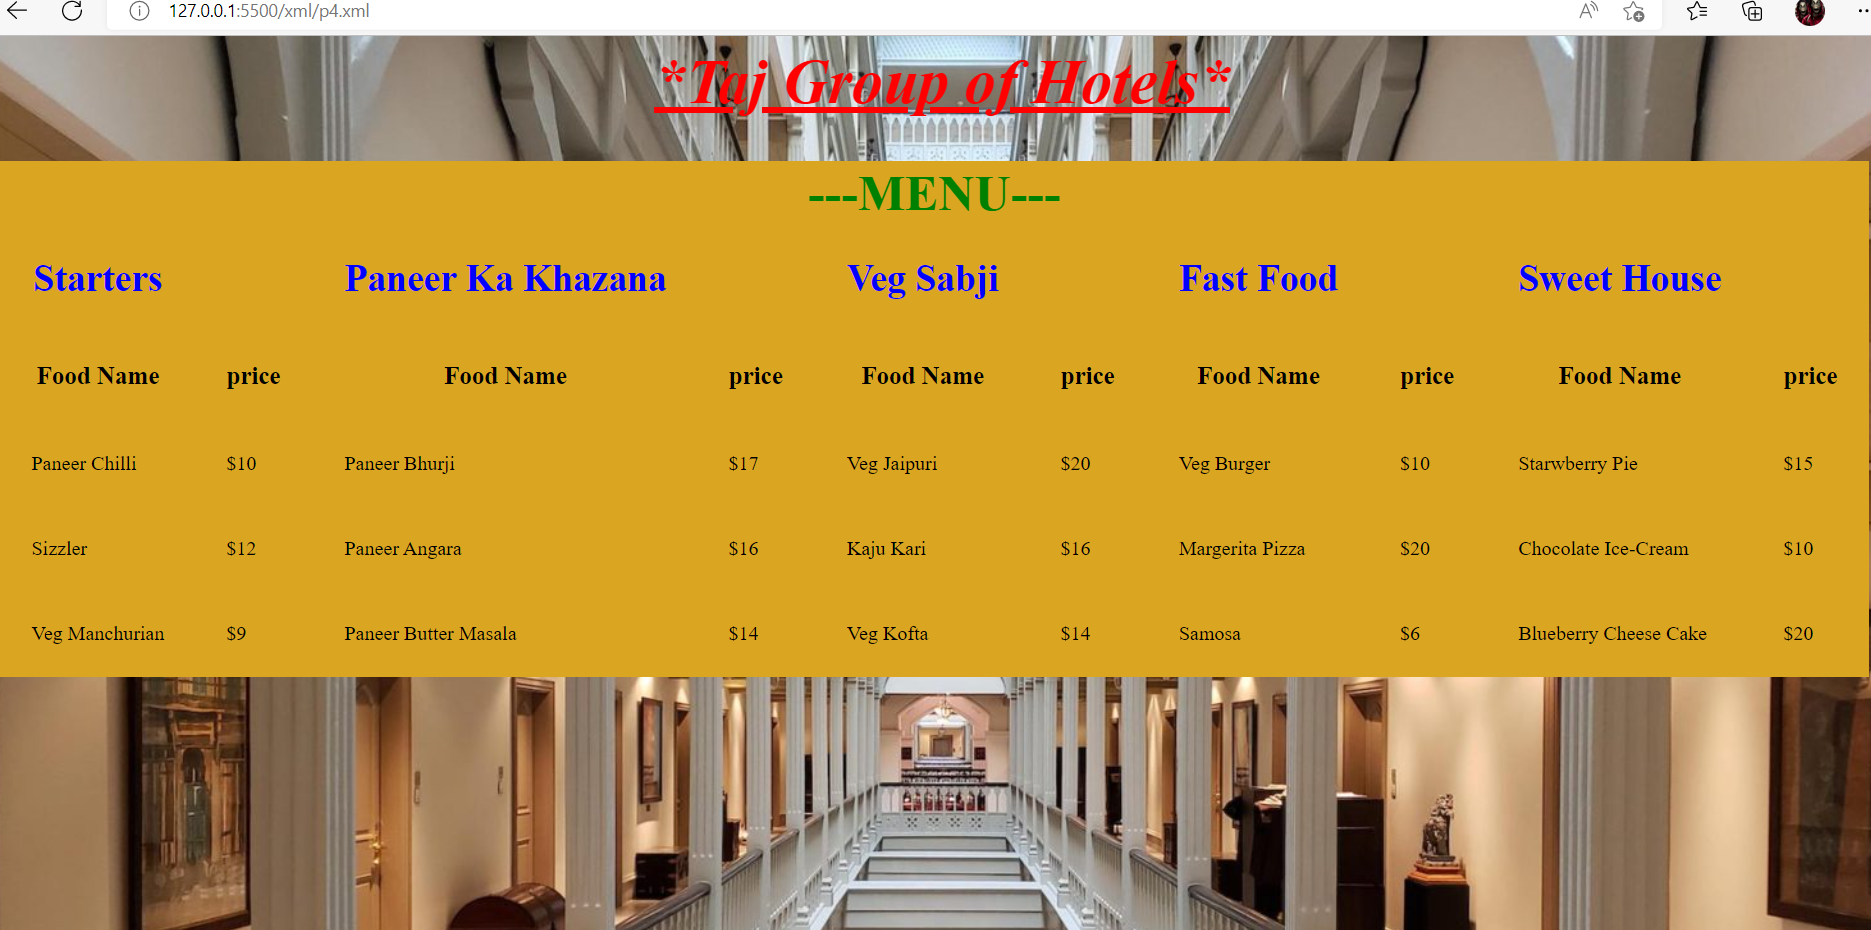 127.0.0.1:5500/xml/p4.xml
*Taj Group of Hotels*
---MENU---
Starters Paneer Ka Khazana Veg Sabji Fast Food Sweet House
Food Name price Food Name price Food Name price Food Name price Food Name price
Paneer Chilli $10 Paneer Bhurji $17 Veg Jaipuri $20 Veg Burger $10 Starwberry Pie $15
Sizzler $12 Paneer Angara $16 Kaju Kari $16 Margerita Pizza $20 Chocolate Ice-Cream $10
Veg Manchurian $9 Paneer Butter Masala $14 Veg Kofta $14 Samosa $6 Blueberry Cheese Cake $20